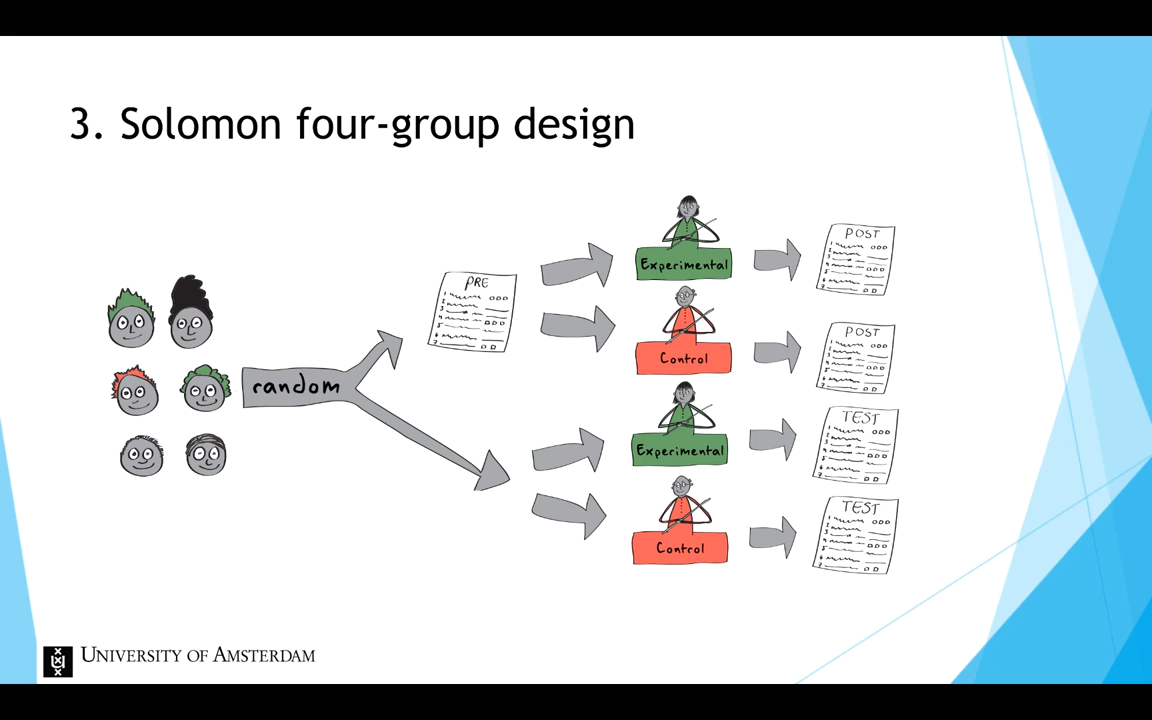 3. Solomon four-group design
random
PRE
Experimental
POST
Control
POST
Experimental
TEST
Control
TEST
UNIVERSITY OF AMSTERDAM